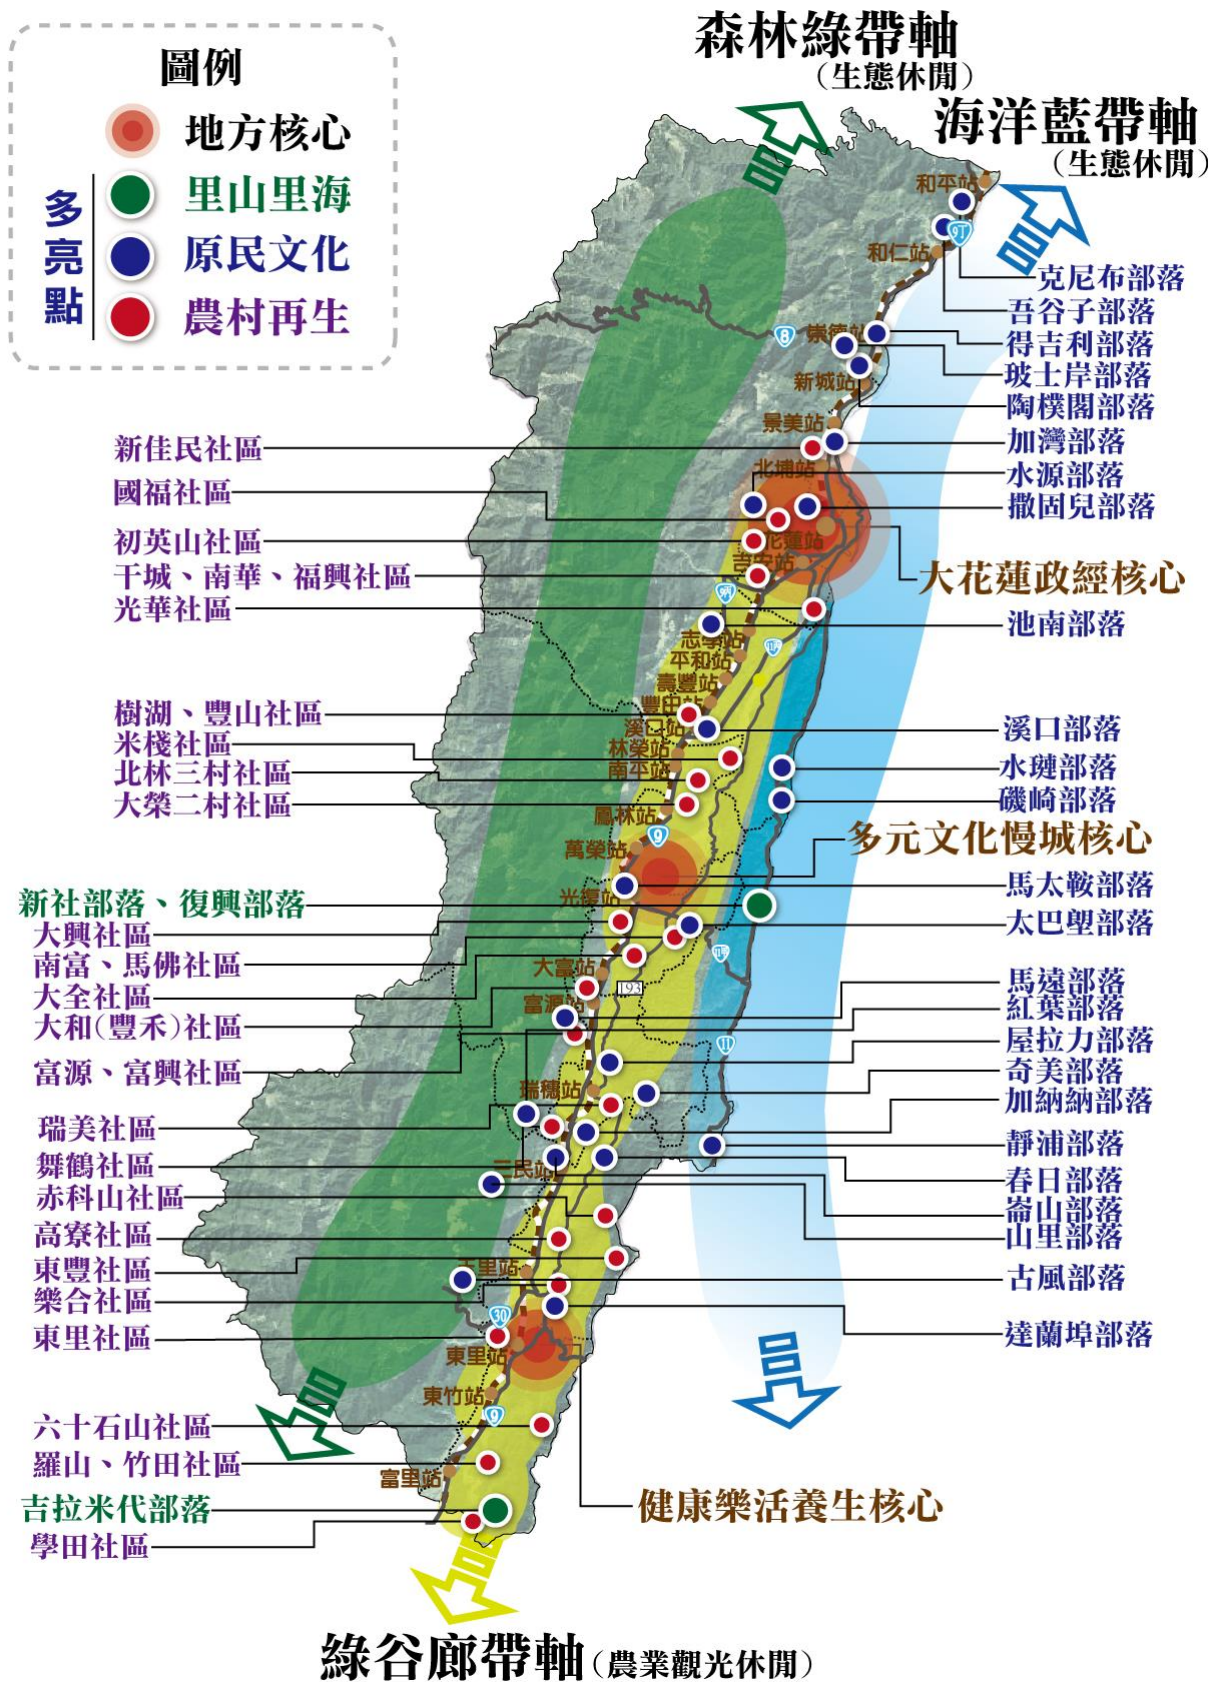 森林綠帶軸
（生態休閒）
海洋藍帶軸
（生態休閒）
圖例
地方核心
多亮點
里山里海
原民文化
農村再生
和平站
9丁
和仁站
克尼布部落
吾谷子部落
8
崇德站
得吉利部落
玻士岸部落
新城站
陶樸閣部落
景美站
新佳民社區
加灣部落
北埔站
水源部落
國福社區
撒固兒部落
初英山社區
花蓮站
吉安站
干城、南華、福興社區
大花蓮政經核心
光華社區
9丙
池南部落
志學站
11丙
平和站
壽豐站
豐田站
樹湖、豐山社區
溪口站
溪口部落
米棧社區
林榮站
北林三村社區
南平站
水璉部落
大榮二村社區
磯崎部落
鳳林站
9
多元文化慢城核心
萬榮站
馬太鞍部落
光復站
新社部落、復興部落
太巴塱部落
大興社區
南富、馬佛社區
11甲
大富站
馬遠部落
大全社區
193
富源站
紅葉部落
大和(豐禾)社區
屋拉力部落
11
富源、富興社區
奇美部落
瑞穗站
加納納部落
瑞美社區
靜浦部落
舞鶴社區
三民站
春日部落
赤科山社區
崙山部落
高寮社區
山里部落
東豐社區
玉里站
古風部落
樂合社區
30
東里社區
達蘭埠部落
東里站
東竹站
9
六十石山社區
羅山、竹田社區
富里站
吉拉米代部落
健康樂活養生核心
學田社區
綠谷廊帶軸（農業觀光休閒）